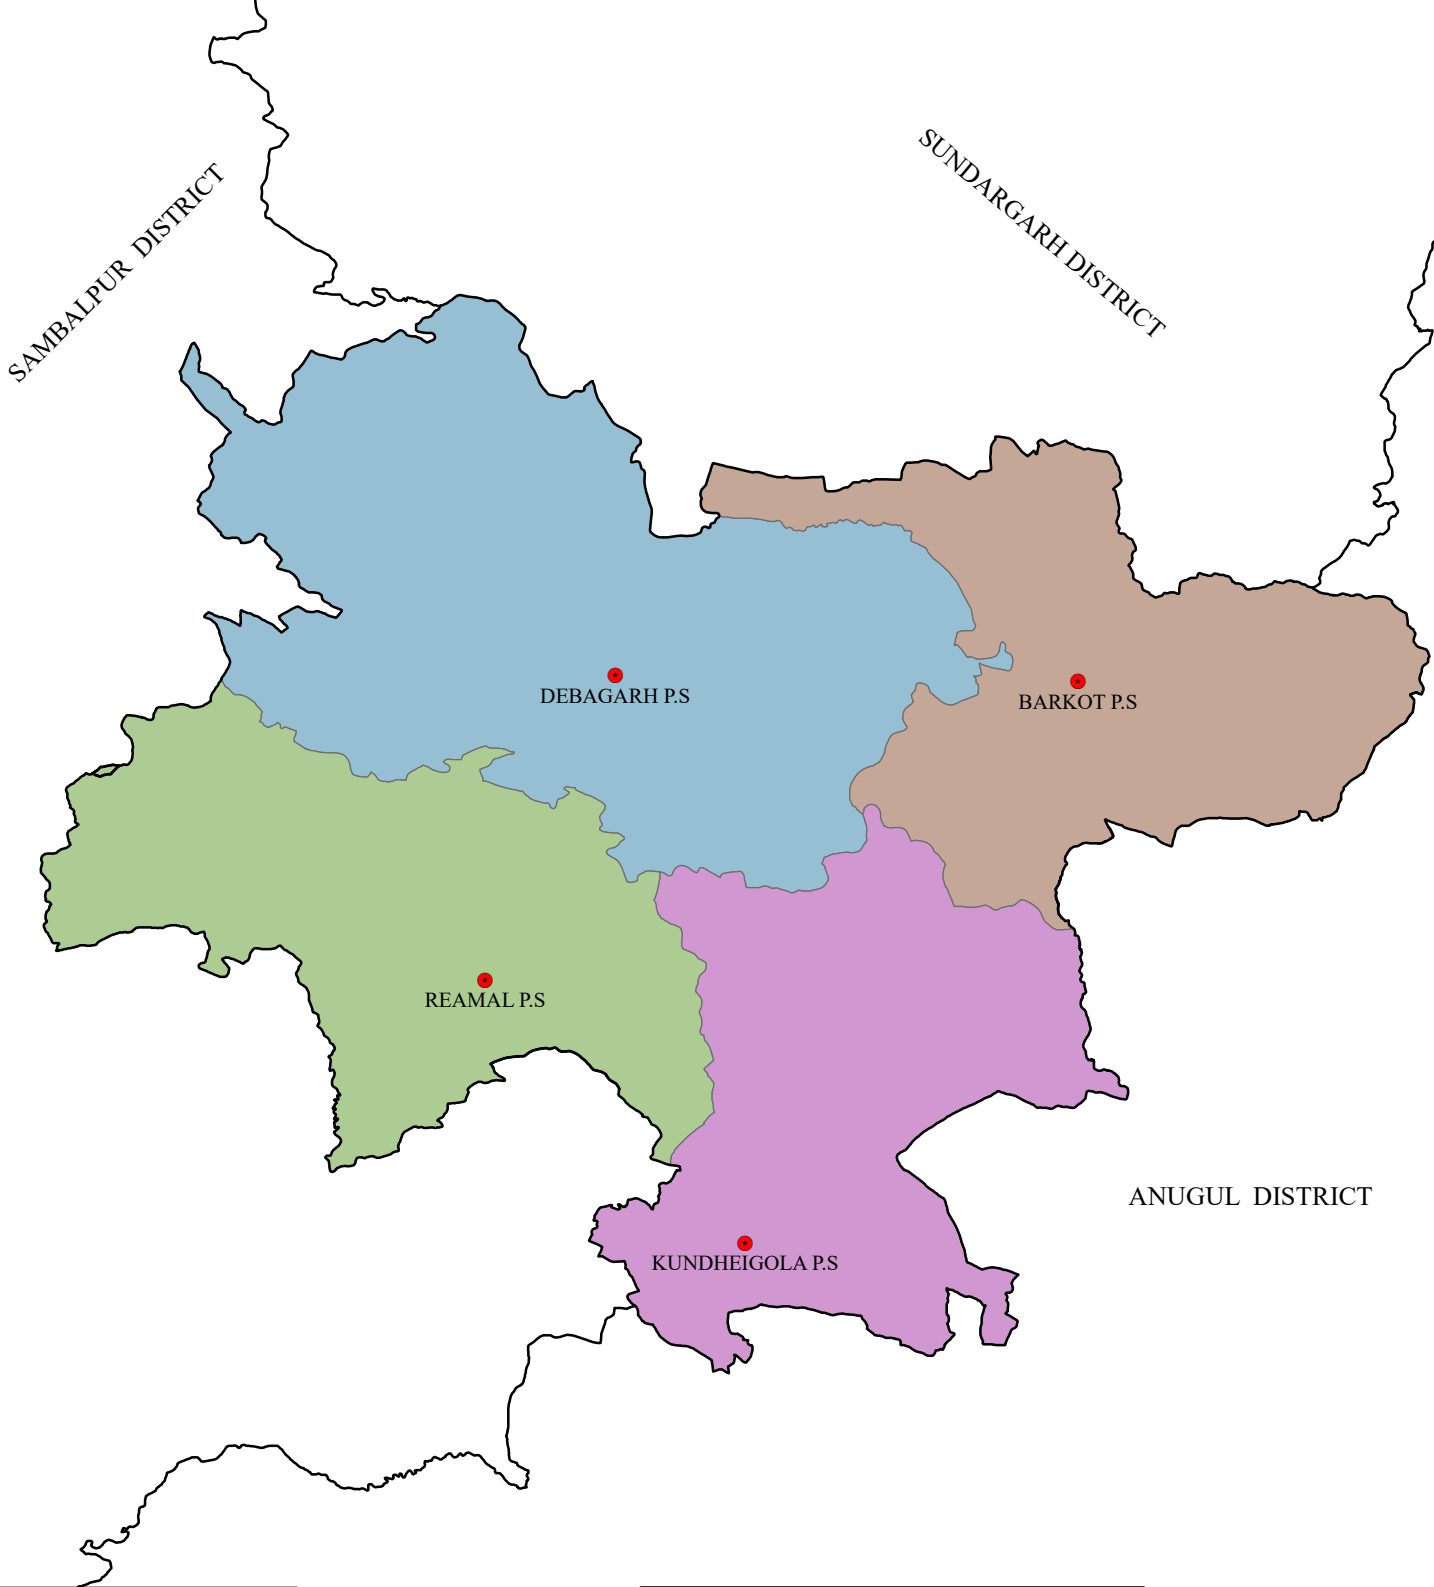 SUNDARGARH DISTRICT
SAMBALPUR DISTRICT
DEBAGARH P.S
BARKOT P.S
REAMAL P.S
ANUGUL DISTRICT
KUNDHEIGOLA P.S